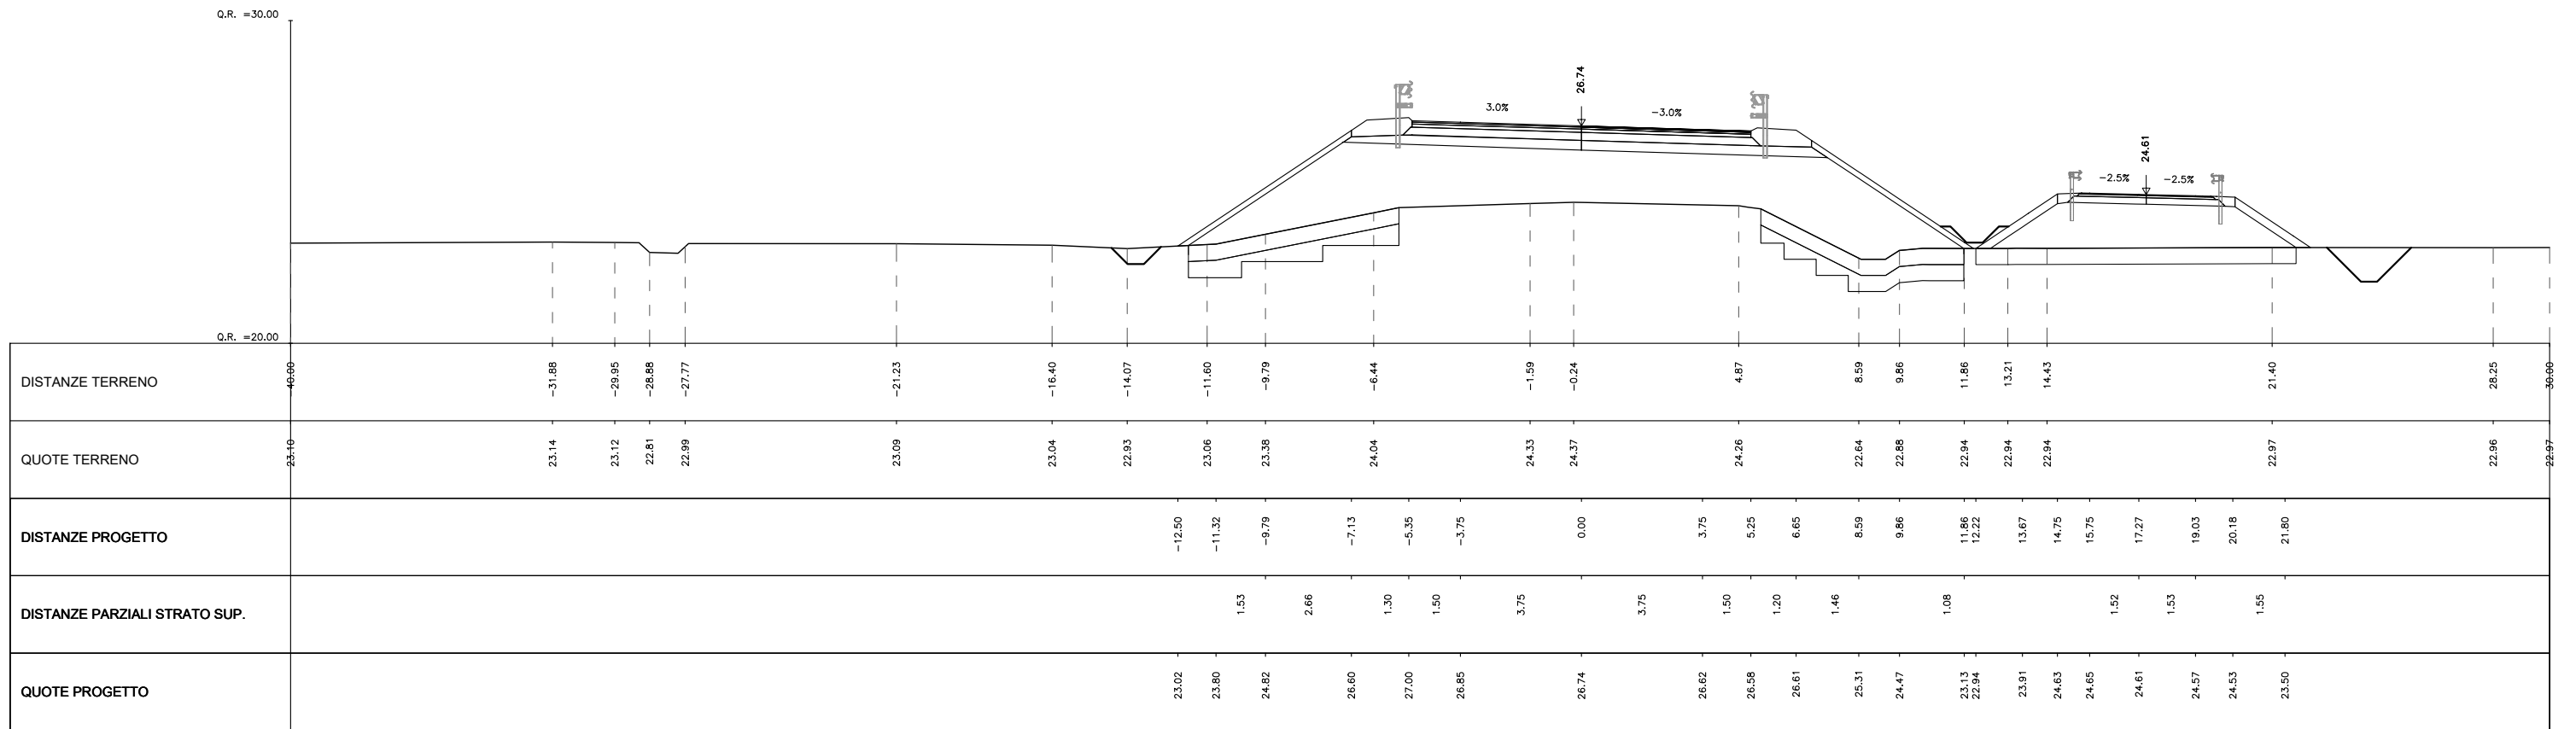 Q.R. =30.00
26.74
3.0%
-3.0%
24.61
-2.5%
-2.5%
Q.R. =20.00
DISTANZE TERRENO
-40.00 -31.88 -29.95 -28.88 -27.77 -21.23 -16.40 -14.07 -11.60 -9.79 -6.44 -1.59 -0.24 4.87 8.59 9.86 11.86 13.21 14.43 21.40 28.25 30.00
QUOTE TERRENO
23.10 23.14 23.12 22.81 22.99 23.09 23.04 22.93 23.06 23.38 24.04 24.33 24.37 24.26 22.64 22.88 22.94 22.94 22.94 22.97 22.96 22.97
DISTANZE PROGETTO
-12.50 -11.32 -9.79 -7.13 -5.35 -3.75 0.00 3.75 5.25 6.65 8.59 9.86 11.86 12.22 13.67 14.75 15.75 17.27 19.03 20.18 21.80
DISTANZE PARZIALI STRATO SUP.
1.53 2.66 1.30 1.50 3.75 3.75 1.50 1.20 1.46 1.08 1.52 1.53 1.55
QUOTE PROGETTO
23.02 23.80 24.82 26.60 27.00 26.85 26.74 26.62 26.58 26.61 25.31 24.47 23.13 22.94 23.91 24.63 24.65 24.61 24.57 24.53 23.50